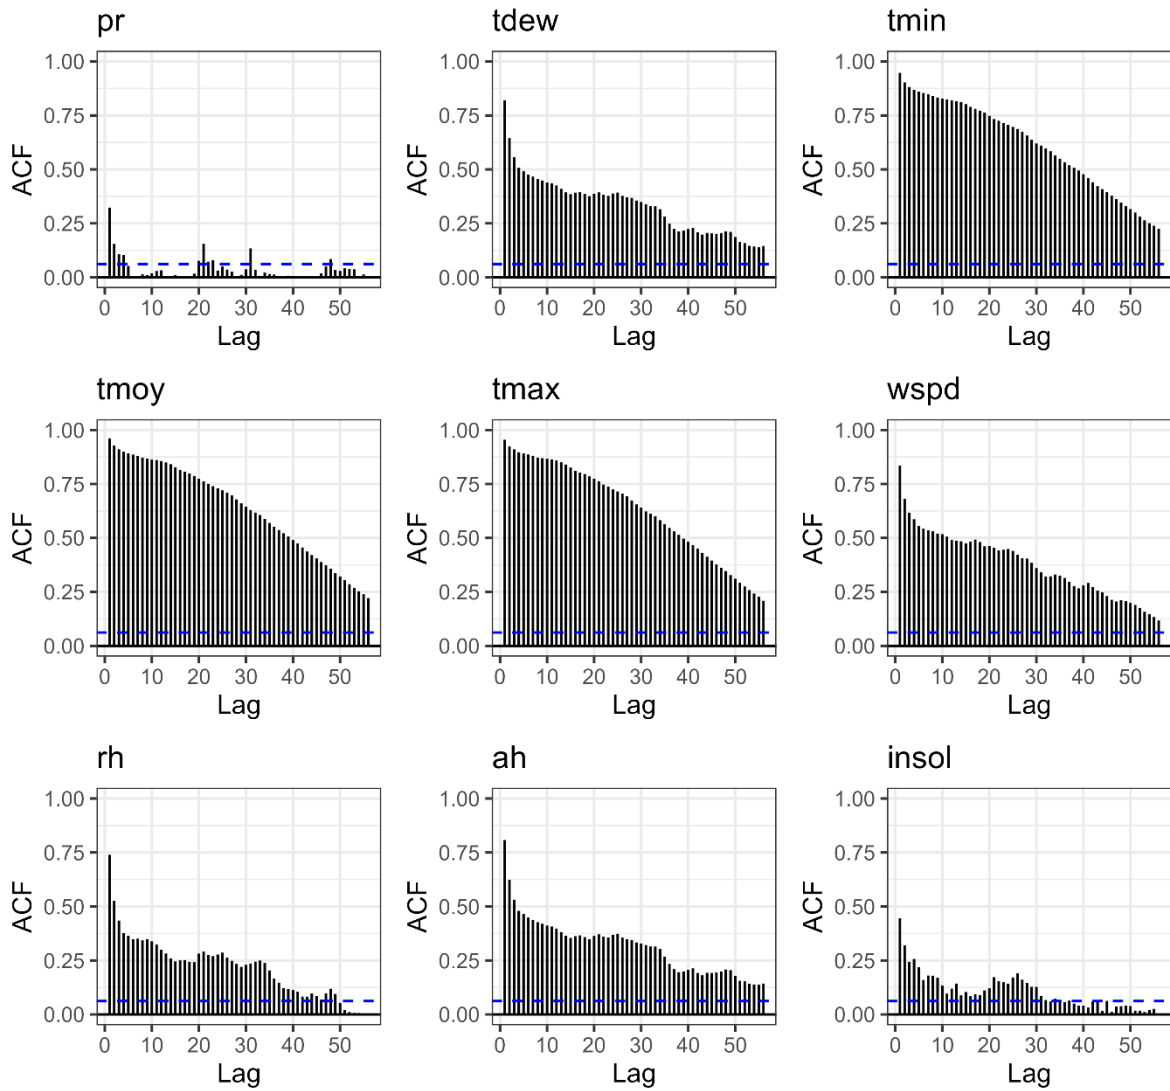 pr tdew tmin
1.00 1.00 1.00
0.75 0.75 0.75
ACF 0.50 ACF 0.50 ACF 0.50
0.25 0.25 0.25
0.00 0.00 0.00
0 10 20 30 40 50 0 10 20 30 40 50 0 10 20 30 40 50
Lag Lag Lag
tmoy tmax wspd
1.00 1.00 1.00
0.75 0.75 0.75
ACF 0.50 ACF 0.50 ACF 0.50
0.25 0.25 0.25
0.00 0.00 0.00
0 10 20 30 40 50 0 10 20 30 40 50 0 10 20 30 40 50
Lag Lag Lag
rh ah insol
1.00 1.00 1.00
0.75 0.75 0.75
ACF 0.50 ACF 0.50 ACF 0.50
0.25 0.25 0.25
0.00 0.00 0.00
0 10 20 30 40 50 0 10 20 30 40 50 0 10 20 30 40 50
Lag Lag Lag